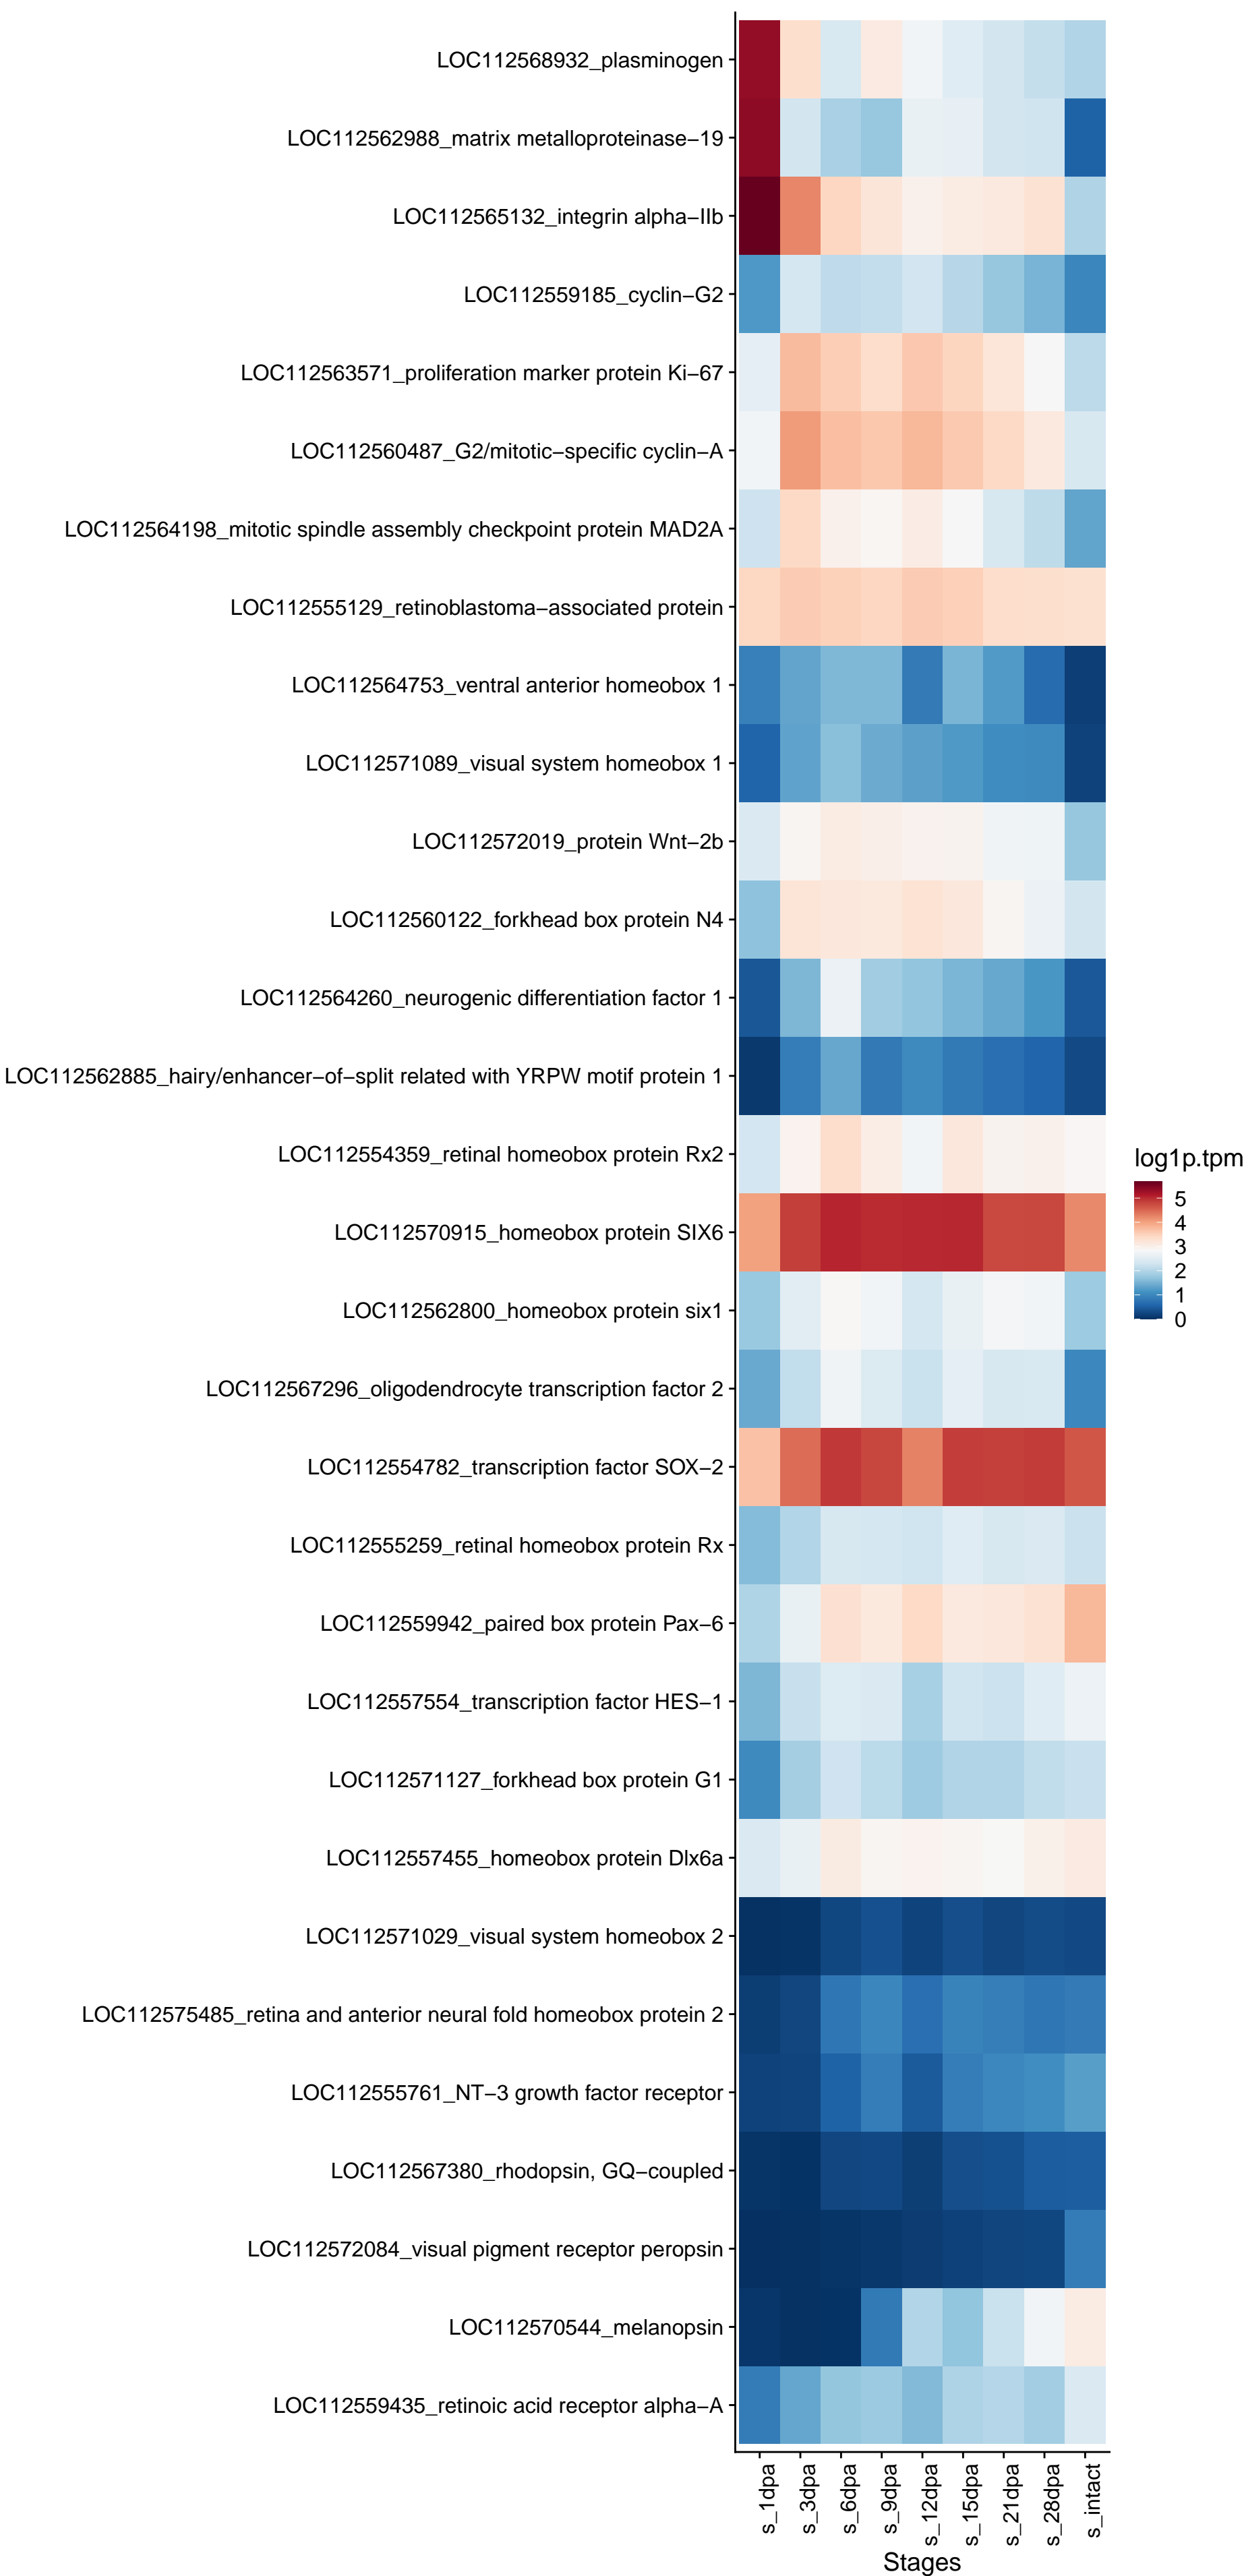 LOC112568932_plasminogen
LOC112562988_matrix metalloproteinase−19
LOC112565132_integrin alpha−IIb
LOC112559185_cyclin−G2
LOC112563571_proliferation marker protein Ki−67
LOC112560487_G2/mitotic−specific cyclin−A
LOC112564198_mitotic spindle assembly checkpoint protein MAD2A
LOC112555129_retinoblastoma−associated protein
LOC112564753_ventral anterior homeobox 1
LOC112571089_visual system homeobox 1
LOC112572019_protein Wnt−2b
LOC112560122_forkhead box protein N4
LOC112564260_neurogenic differentiation factor 1
LOC112562885_hairy/enhancer−of−split related with YRPW motif protein 1
LOC112554359_retinal homeobox protein Rx2
LOC112570915_homeobox protein SIX6
LOC112562800_homeobox protein six1
LOC112567296_oligodendrocyte transcription factor 2
LOC112554782_transcription factor SOX−2
LOC112555259_retinal homeobox protein Rx
LOC112559942_paired box protein Pax−6
LOC112557554_transcription factor HES−1
LOC112571127_forkhead box protein G1
LOC112557455_homeobox protein Dlx6a
LOC112571029_visual system homeobox 2
LOC112575485_retina and anterior neural fold homeobox protein 2
LOC112555761_NT−3 growth factor receptor
LOC112567380_rhodopsin, GQ−coupled
LOC112572084_visual pigment receptor peropsin
LOC112570544_melanopsin
LOC112559435_retinoic acid receptor alpha−A
s_1dpa
s_3dpa
s_6dpa
s_9dpa
s_12dpa
s_15dpa
s_21dpa
s_28dpa
s_intact
Stages
log1p.tpm
5
4
3
2
1
0